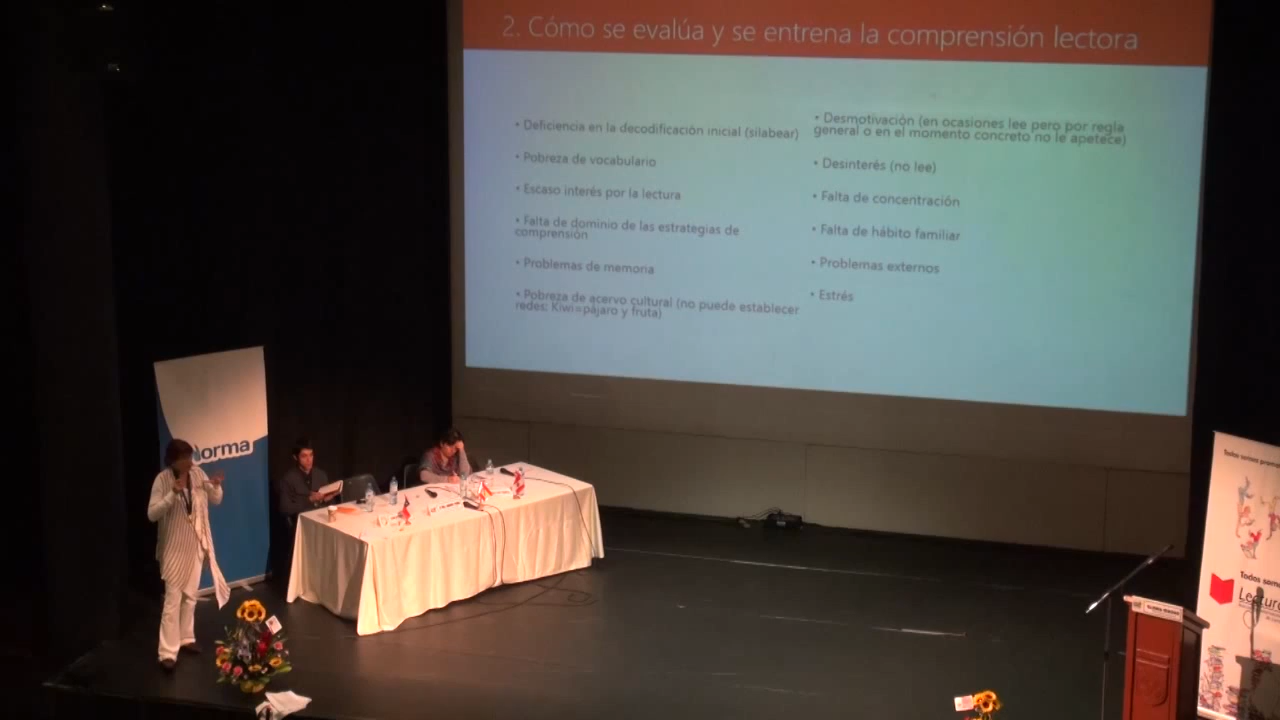 2. Cómo se evalúa y se entrena la comprensión lectora
• Deficiencia en la decodificación inicial (silabear)
• Pobreza de vocabulario
• Escaso interés por la lectura
• Falta de dominio de las estrategias de
comprensión
• Problemas de memoria
• Pobreza de acervo cultural (no puede establecer
redes: Kiwi=pájaro y fruta)
• Desmotivación (en ocasiones lee pero por regla
general o en el momento concreto no le apetece)
• Desinterés (no lee)
• Falta de concentración
• Falta de hábito familiar
• Problemas externos
• Estrés
Norma
Todos somos
Todos som
Lectura